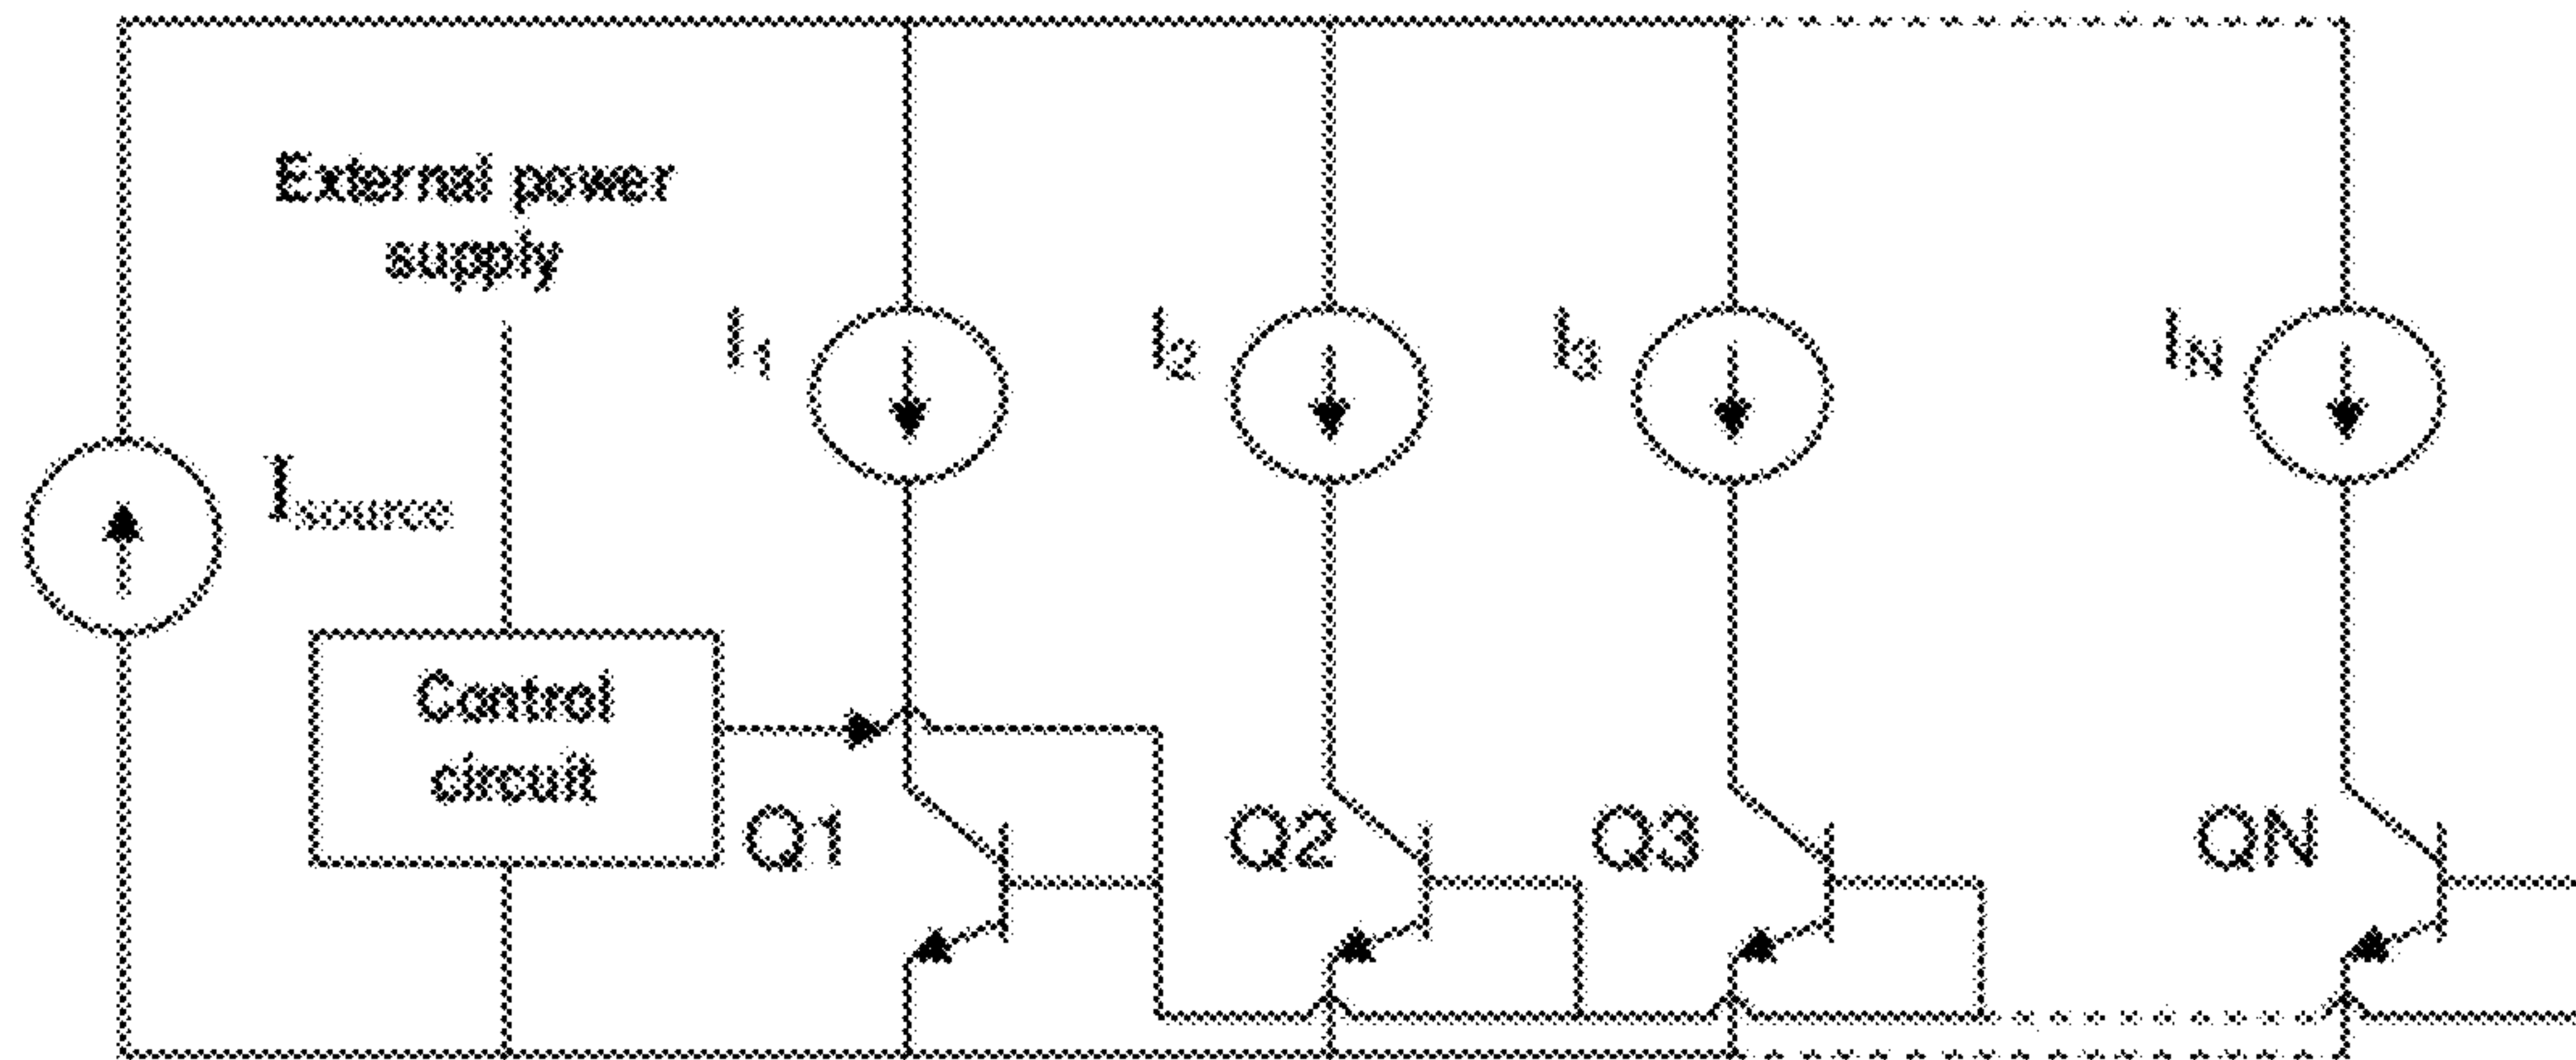 External power
supply
I1
I2
I3
IN
Isource
Control
circuit
Q1
Q2
Q3
QN